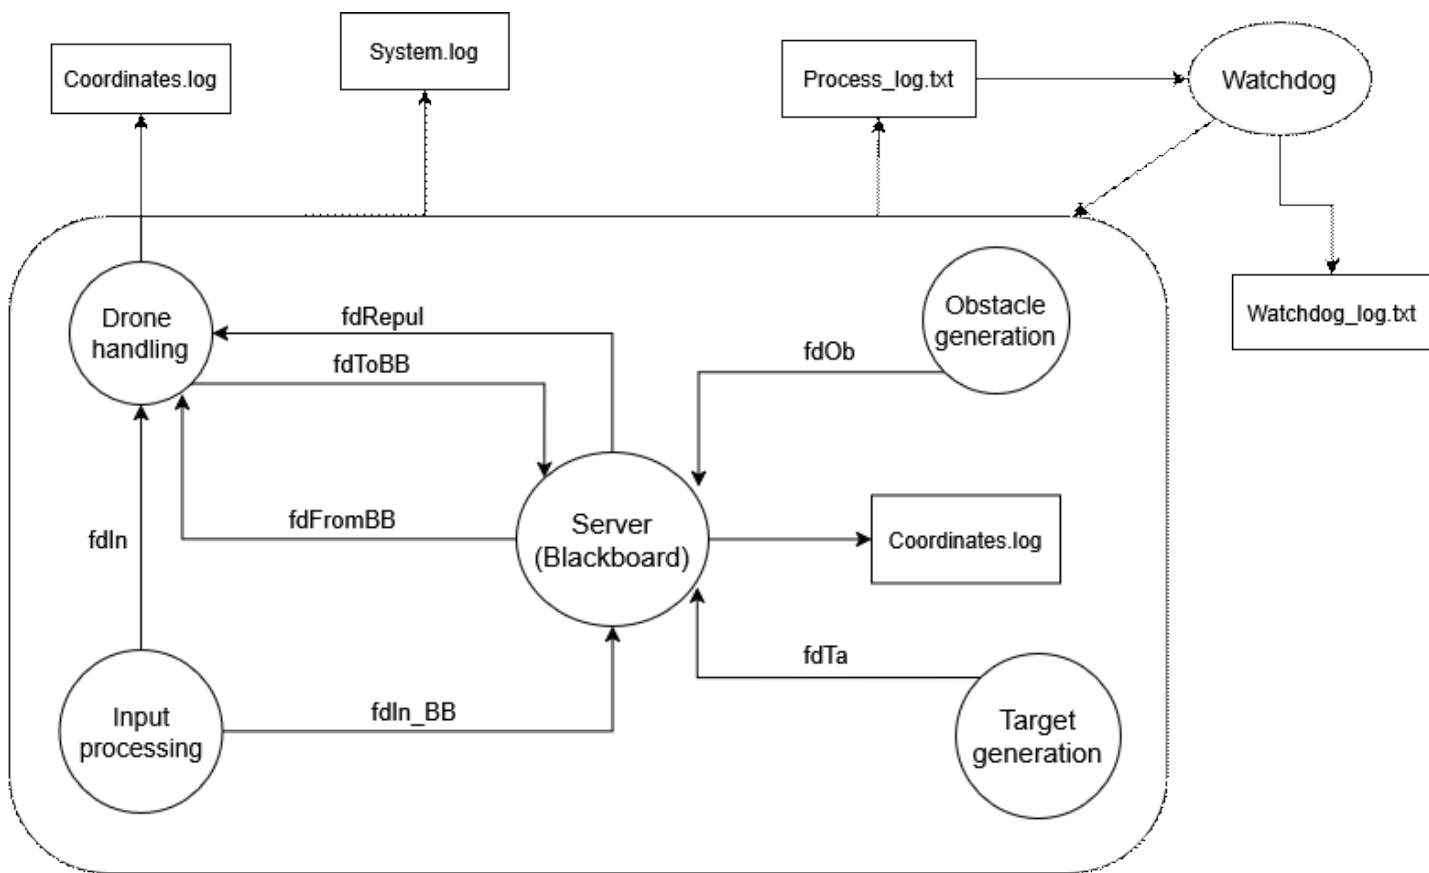 System.log
Coordinates.log
Process_log.txt
Watchdog
Drone
handling
fdRepul
fdToBB
Obstacle
generation
fdOb
Watchdog_log.txt
fdIn
fdFromBB
Server
(Blackboard)
Coordinates.log
fdTa
Input
processing
fdIn_BB
Target
generation